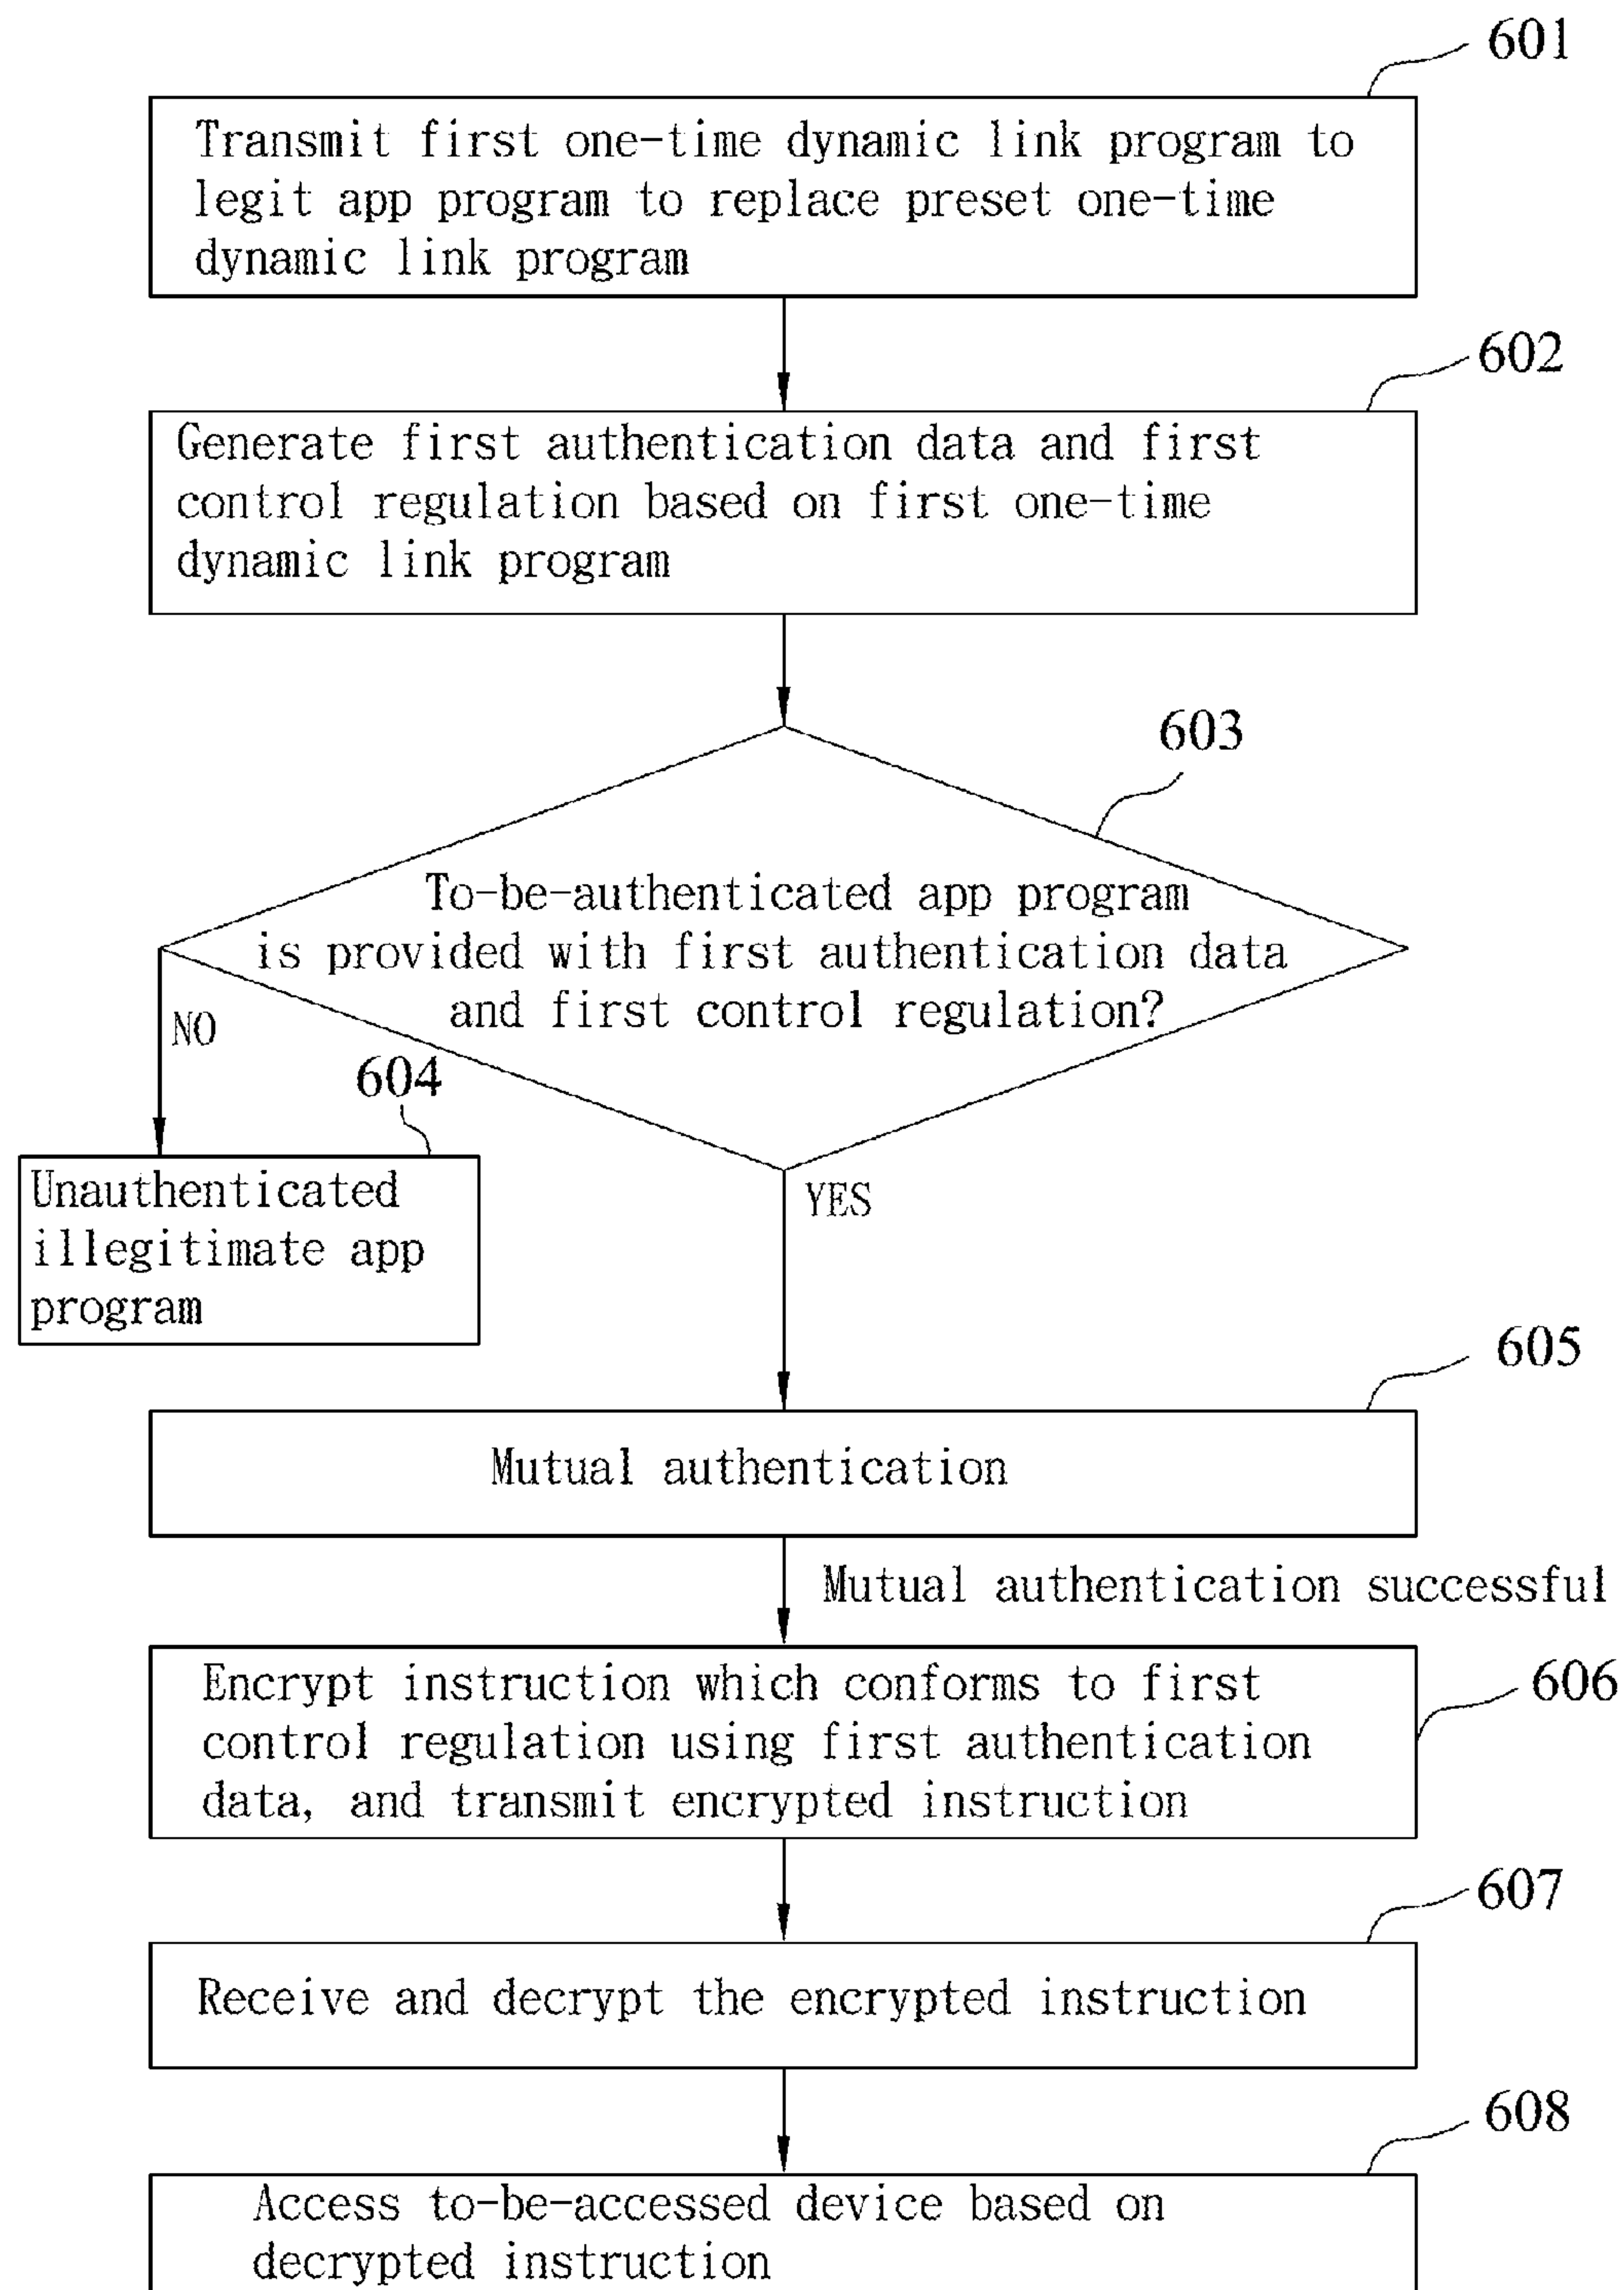 601
Transmit first one-time dynamic link program to
legit app program to replace preset one-time
dynamic link program
602
Generate first authentication data and first
control regulation based on first one-time
dynamic link program
603
To-be-authenticated app program
is provided with first authentication data
and first control regulation?
NO
604
Unauthenticated
illegitimate app
program
YES
605
Mutual authentication
Mutual authentication successful
606
Encrypt instruction which conforms to first
control regulation using first authentication
data, and transmit encrypted instruction
607
Receive and decrypt the encrypted instruction
608
Access to-be-accessed device based on
decrypted instruction